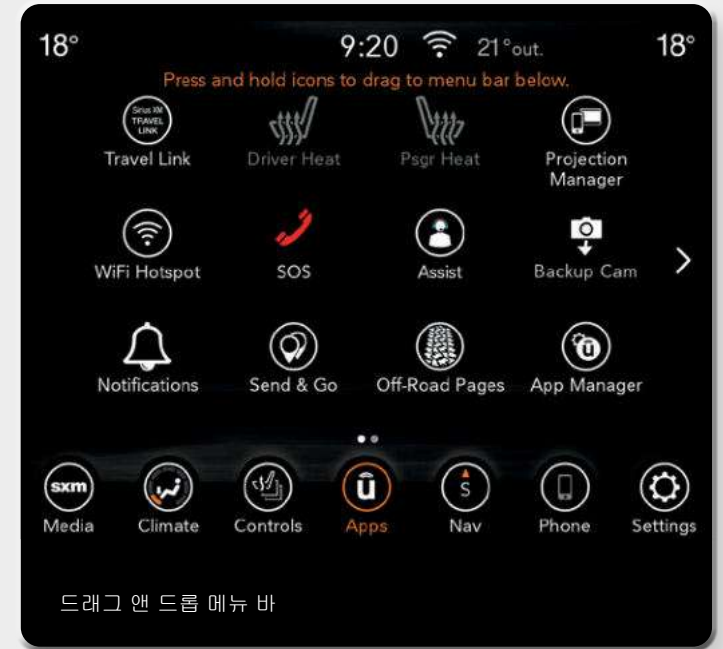 18° 9:20 21°out. 18°
Press and hold icons to drag to menu bar below.
Sirius XM
TRAVEL
LINK
Travel Link Driver Heat Psgr Heat Projection
Manager
WiFi Hotspot SOS Assist Backup Cam
Notifications Send & Go Off-Road Pages App Manager
sxm û S
Media Climate Controls Apps Nav Phone Settings
드래그 앤 드롭 메뉴 바